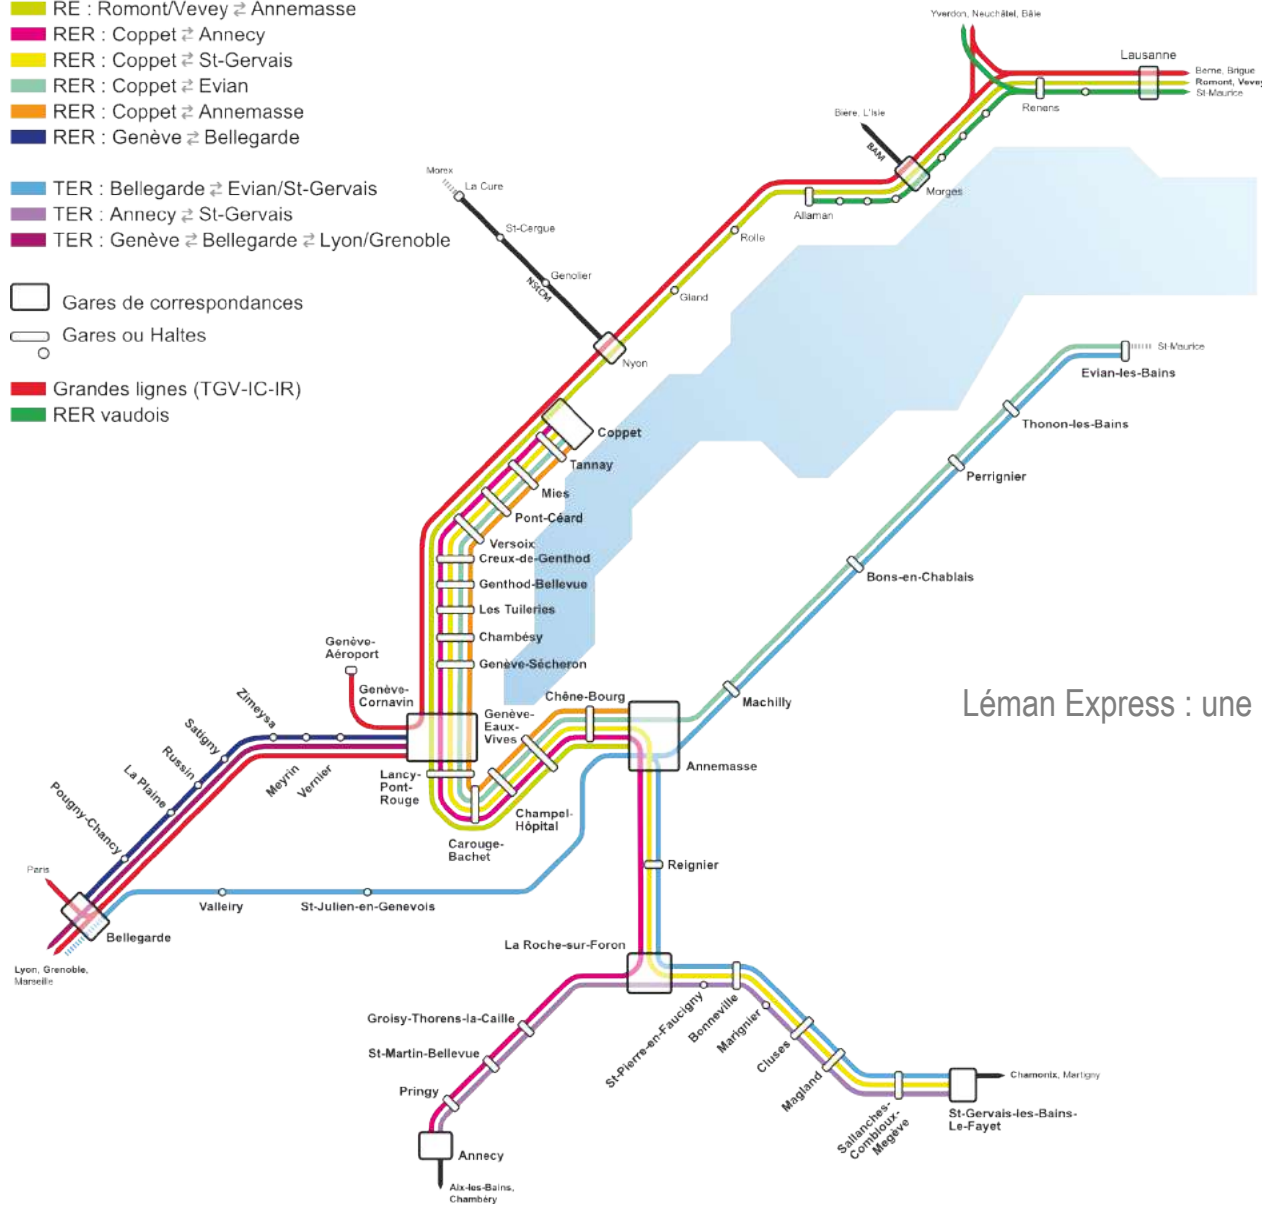 RE : Romont/Vevey ⇄ Annemasse
RER : Coppet ⇄ Annecy
RER : Coppet ⇄ St-Gervais
RER : Coppet ⇄ Evian
RER : Coppet ⇄ Annemasse
RER : Genève ⇄ Bellegarde
TER : Bellegarde ⇄ Evian/St-Gervais
TER : Annecy ⇄ St-Gervais
TER : Genève ⇄ Bellegarde ⇄ Lyon/Grenoble
Gares de correspondances
Gares ou Haltes
Grandes lignes (TGV-IC-IR)
RER vaudois
Yverdon, Neuchâtel, Bâle
Lausanne
Berne, Brigue
Romont, Vevey
St-Maurice
Renens
Bière, L'Isle
BAM
Morges
Allaman
Rolle
Gland
Morez
La Cure
St-Cergue
Genolier
NStCM
Nyon
Coppet
Tannay
Mies
Pont-Céard
Versoix
Creux-de-Genthod
Genthod-Bellevue
Les Tuileries
Chambésy
Genève-Sécheron
St-Maurice
Evian-les-Bains
Thonon-les-Bains
Perrignier
Bons-en-Chablais
Machilly
Léman Express : une
Genève-
Aéroport
Genève-
Cornavin
Chêne-Bourg
Genève-
Eaux-
Vives
Annemasse
Zimeysa
Satigny
Russin
La Plaine
Pougny-Chancy
Meyrin
Vernier
Lancy-
Pont-
Rouge
Champel-
Hôpital
Carouge-
Bachet
Paris
Bellegarde
Lyon, Grenoble,
Marseille
Valleiry
St-Julien-en-Genevois
Reignier
La Roche-sur-Foron
St-Pierre-en-Faucigny
Bonneville
Marignier
Cluses
Magland
Sallanches-
Combloux-
Megève
Chamonix, Martigny
St-Gervais-les-Bains-
Le-Fayet
Groisy-Thorens-la-Caille
St-Martin-Bellevue
Pringy
Annecy
Aix-les-Bains,
Chambéry